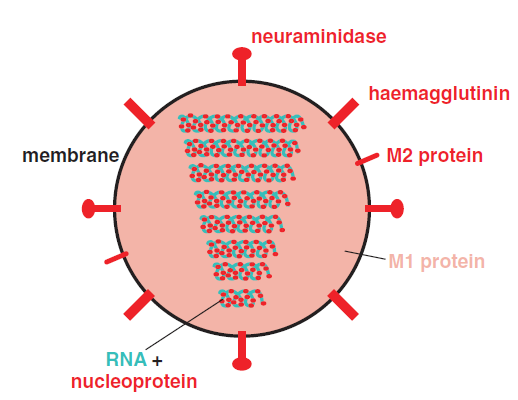 neuraminidase
haemagglutinin
membrane
M2 protein
M1 protein
RNA +
nucleoprotein